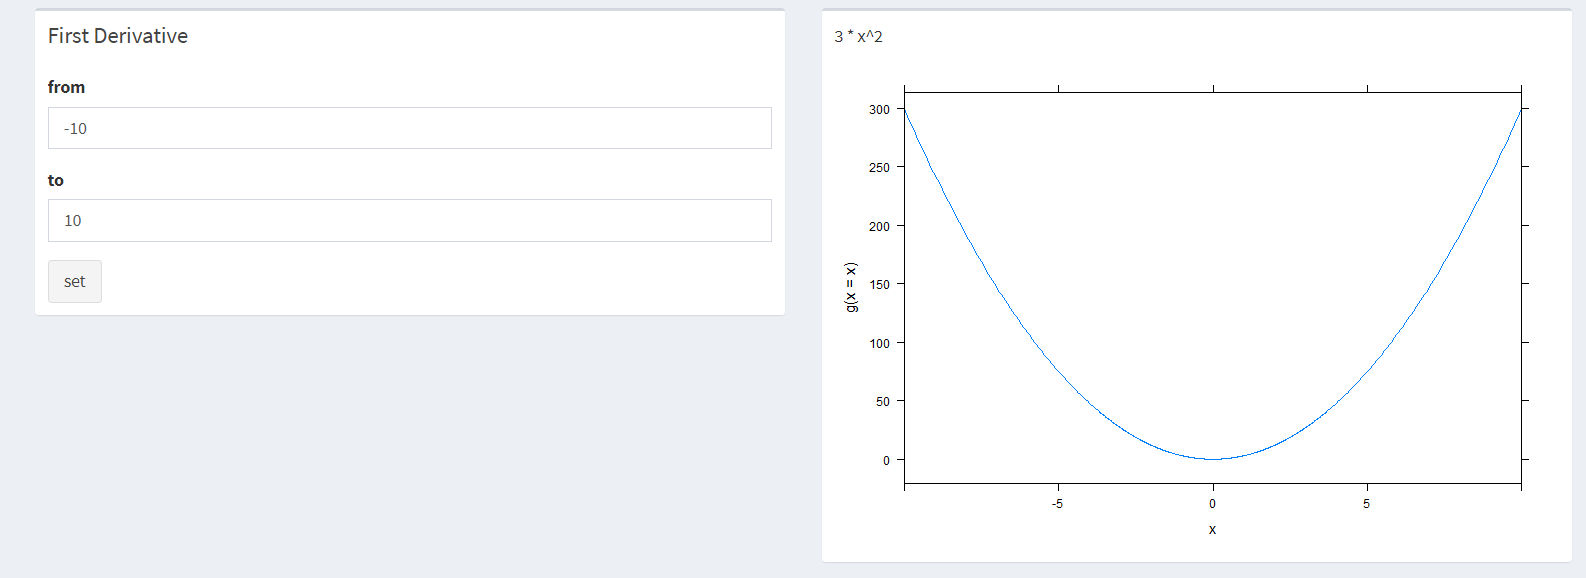 First Derivative
from
-10
to
10
set
3 * x^2
300
250
200
150
100
50
0
g(x = x)
-5 0 5
x